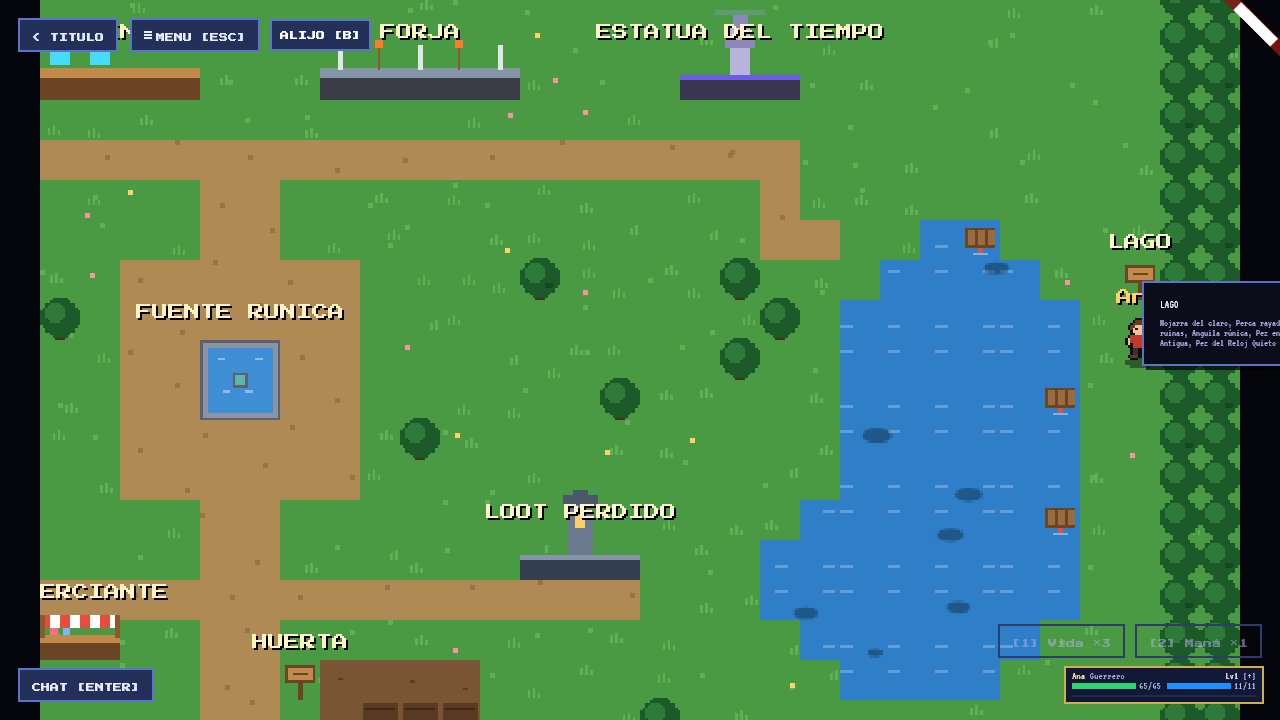 < TITULO
≡MENU [ESC]
ALIJO [B]
FORJA
ESTATUA DEL TIEMPO
LAGO
LAGO
Mojarra del claro, Perca rayad
ruinas, Anguila rúnica, Pez en
Antigua, Pez del Reloj Quieto
FUENTE RUNICA
LOOT PERDIDO
ERCIANTE
HUERTA
[1] Vida ×3
[2] Mana ×1
CHAT [ENTER]
Ana Guerrero
Lv1 [+]
65/65
11/11